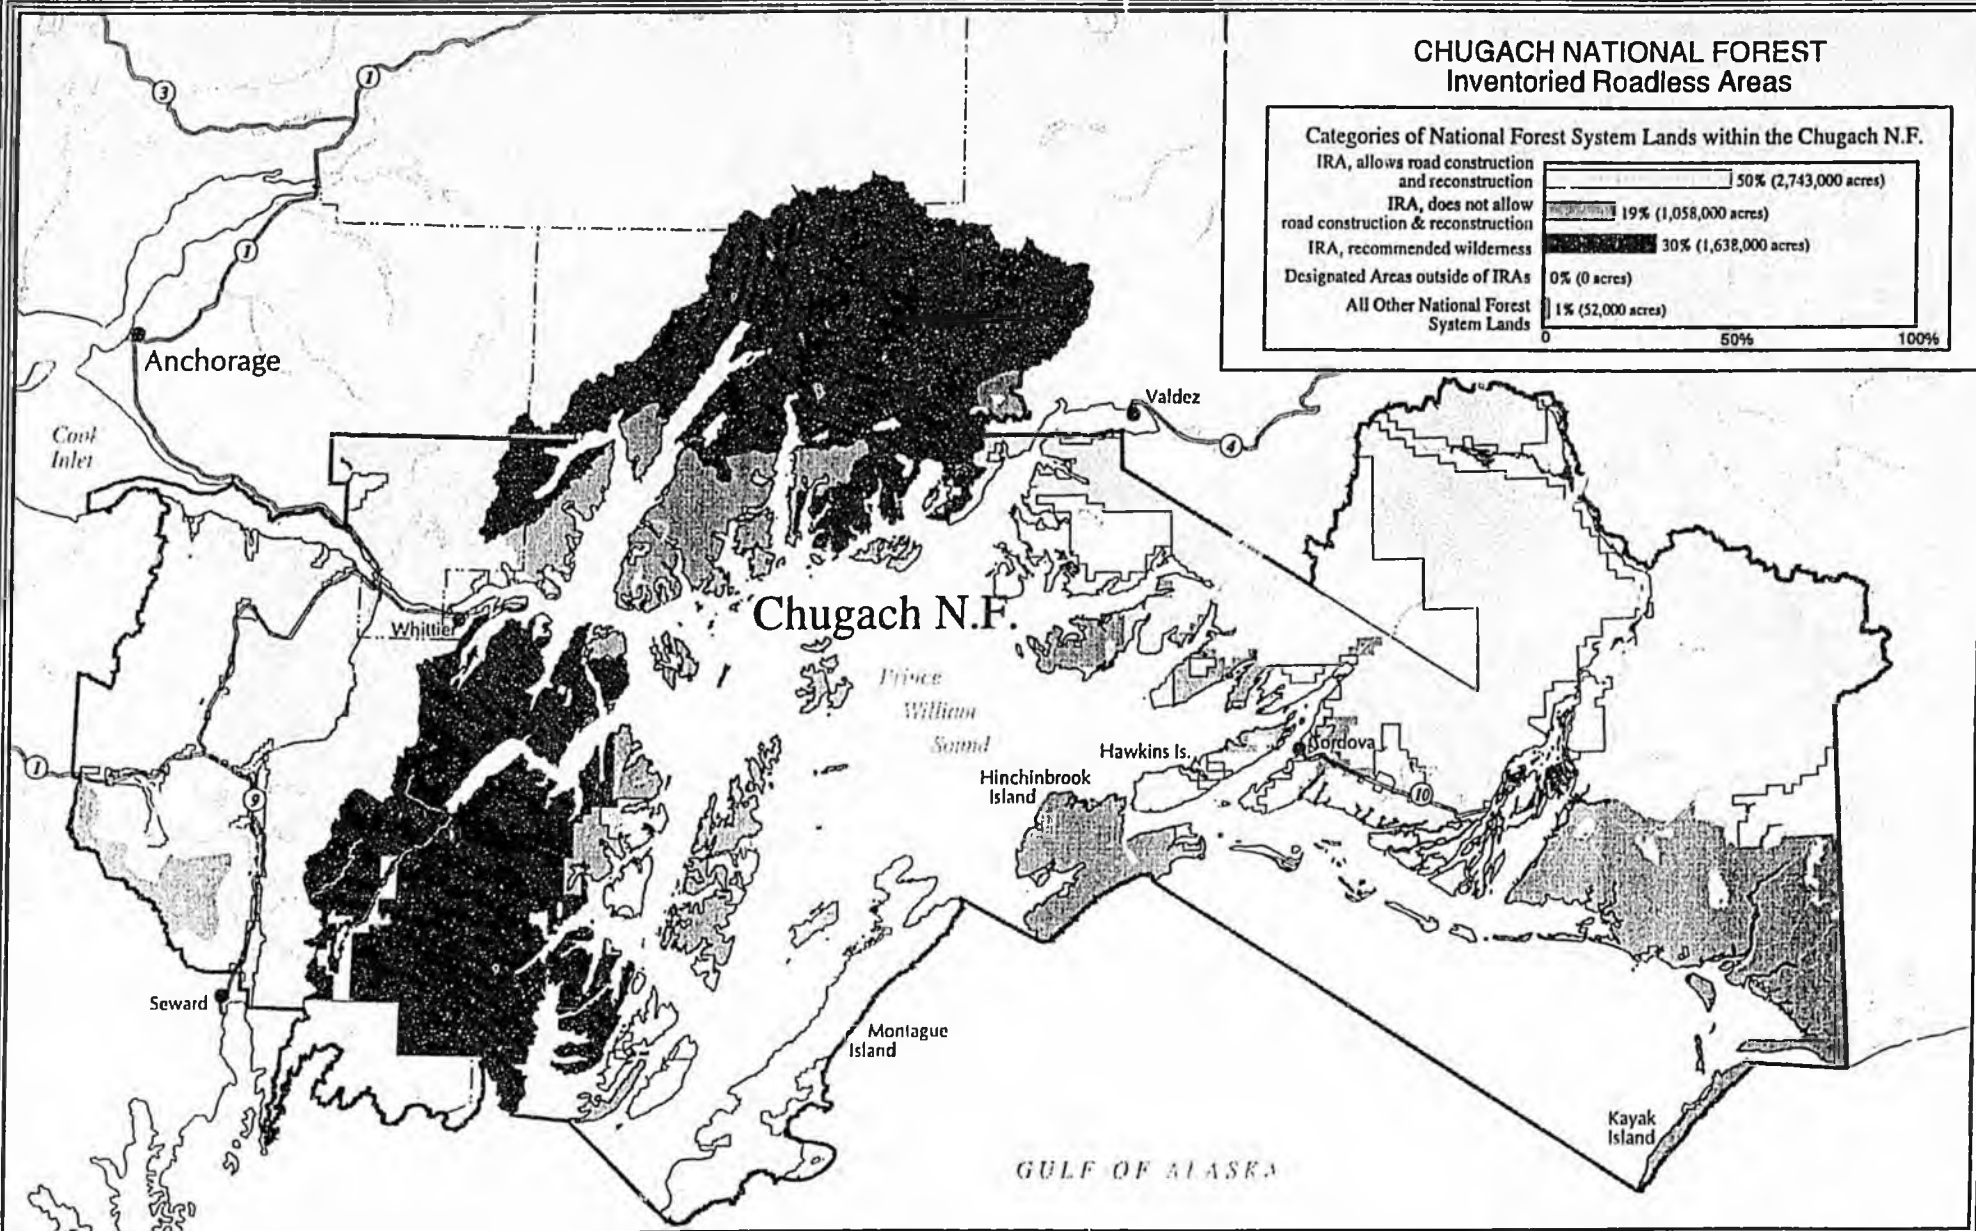 CHUGACH NATIONAL FOREST
Inventoried Roadless Areas
Categories of National Forest System Lands within the Chugach N.F.
IRA, allows road construction
and reconstruction
50% (2,743,000 acres)
IRA, does not allow
road construction & reconstruction
19% (1,058,000 acres)
IRA, recommended wilderness
30% (1,638,000 acres)
Designated Areas outside of IRAs
0% (0 acres)
All Other National Forest
System Lands
1% (52,000 acres)
0 50% 100%
1
3
1
Anchorage
Cook
Inlet
Valdez
4
Whittier
Chugach N.F.
Prince
William
Sound
Hawkins Is.
Cordova
Hinchinbrook
Island
10
1
9
Seward
Montague
Island
Kayak
Island
GULF OF ALASKA